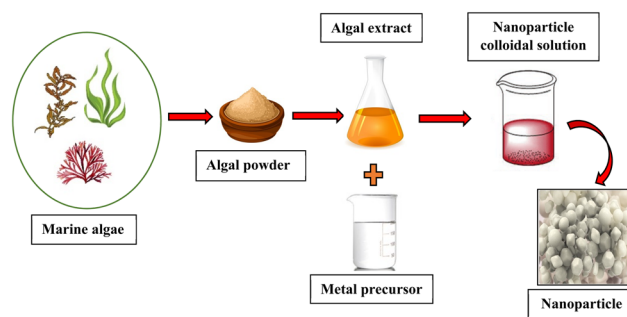 Algal extract
Nanoparticle
colloidal solution
Algal powder
Marine algae
Metal precursor
Nanoparticle